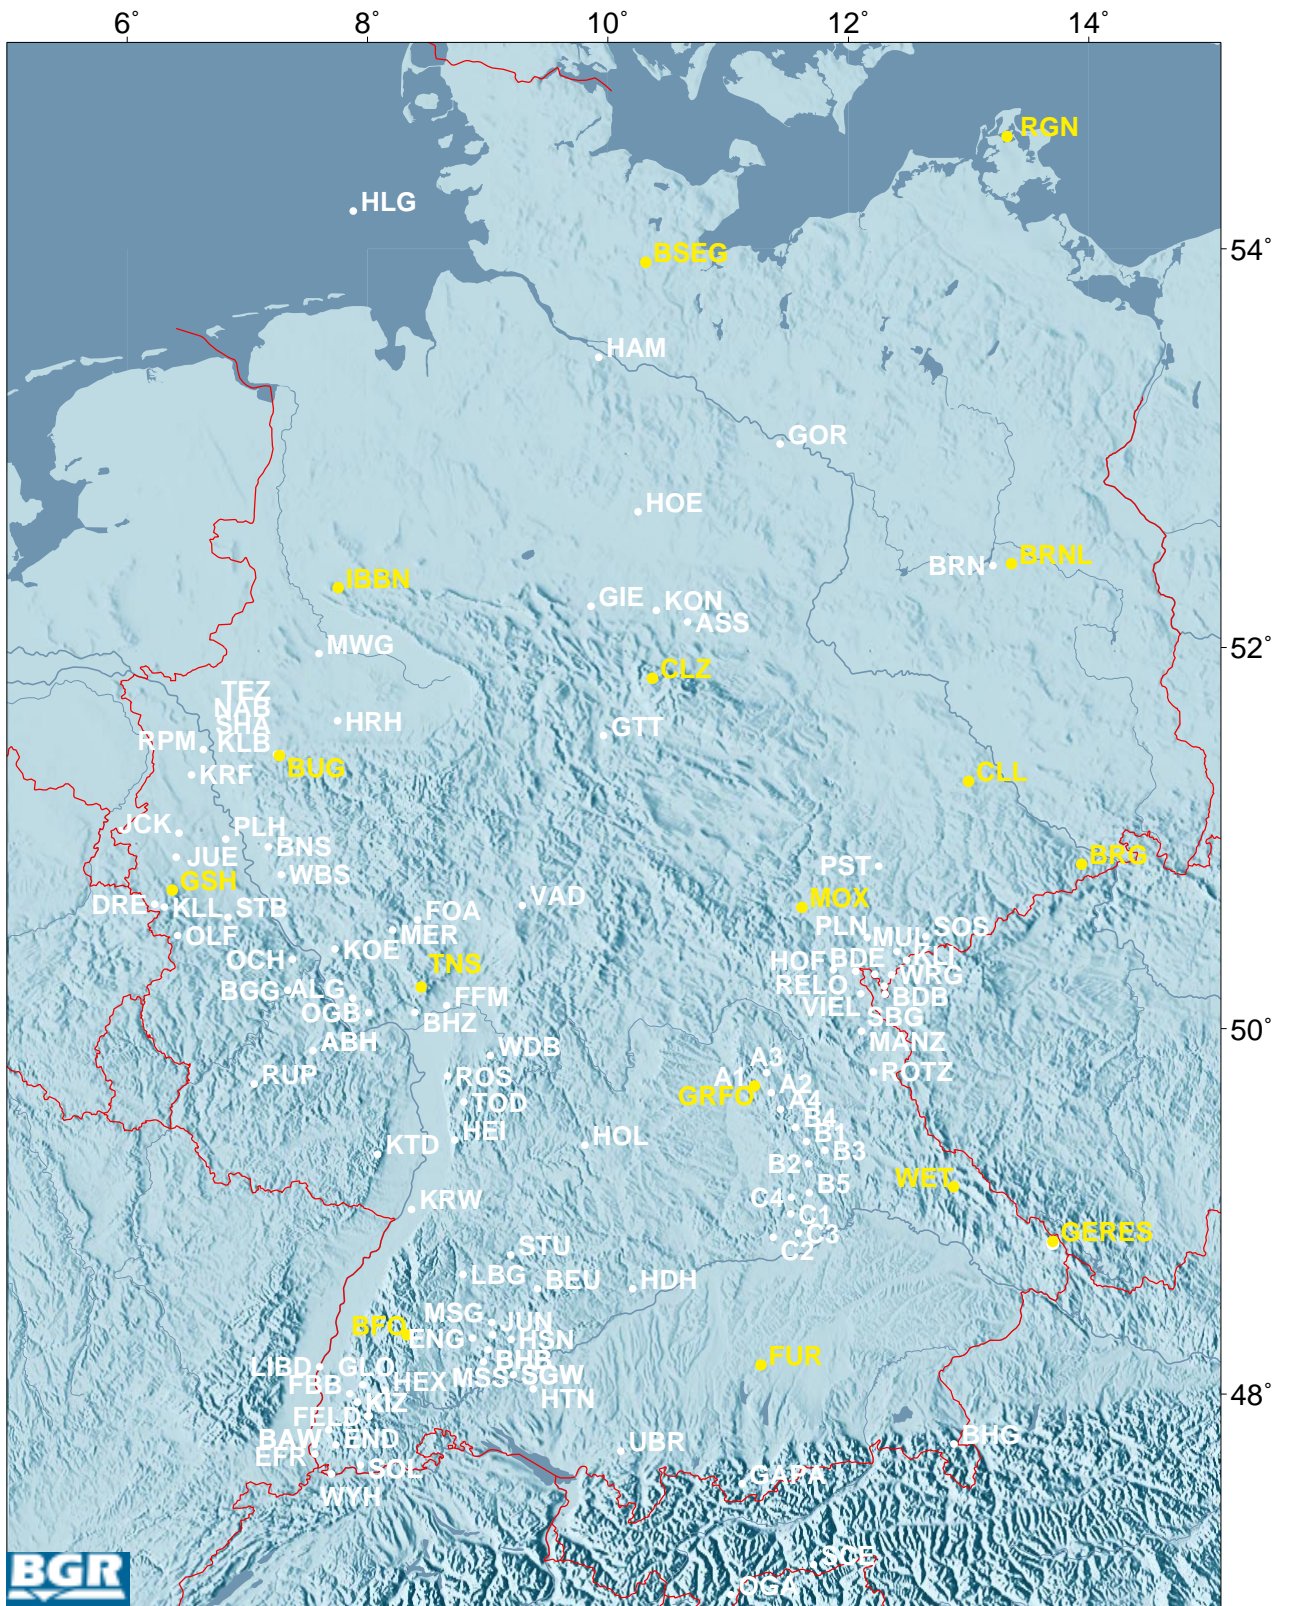 6° 8° 10° 12° 14°
RGN
HLG
BSEG
54°
HAM
GOR
HOE
BRN
BRNL
IBBN
GIE
KON
ASS
MWG
52°
CLZ
TEZ
NAB
SHA
HRH
GTT
RPM
KLB
BUG
KRF
CLL
JCK
PLH
BNS
JUE
WBS
BRG
PST
GSH
VAD
MOX
DRE
KLL
STB
FOA
PLN
SOS
OLF
MER
MUL
KOE
OCH
TNS
HOF
BDE
KLI
BGG
ALG
WRG
RELO
FFM
BDB
OGB
BHZ
VIEL
SBG
50°
ABH
WDB
MANZ
RUP
ROS
A3
A1
A2
ROTZ
TOD
GRFO
A4
B4
HEI
HOL
B1
KTD
B3
B2
WET
B5
KRW
C4
C1
C3
GERES
STU
C2
LBG
BEU
HDH
MSG
JUN
BFO
ENG
HSN
BHB
FUR
LIBD
GLO
MSS
SGW
FBB
HEX
HTN
48°
KIZ
FELD
BAW
END
BHG
EFR
UBR
SOL
GAPA
WYH
SCE
OGA
BGR